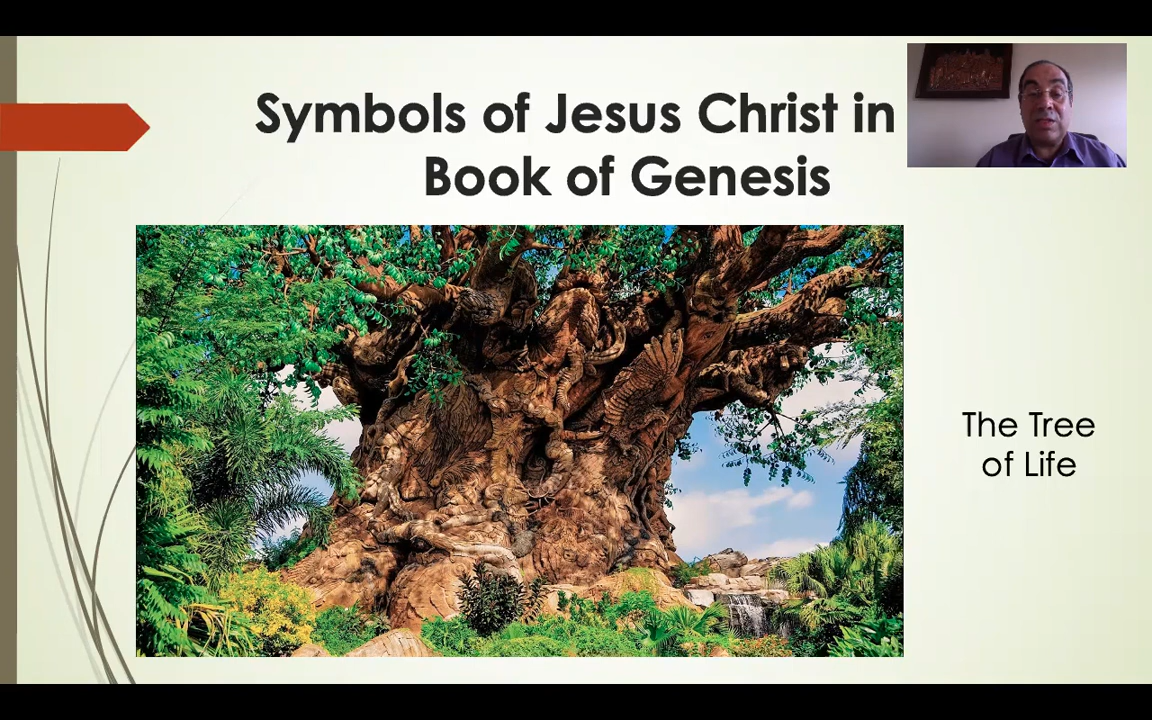 Symbols of Jesus Christ in
Book of Genesis
The Tree
of Life